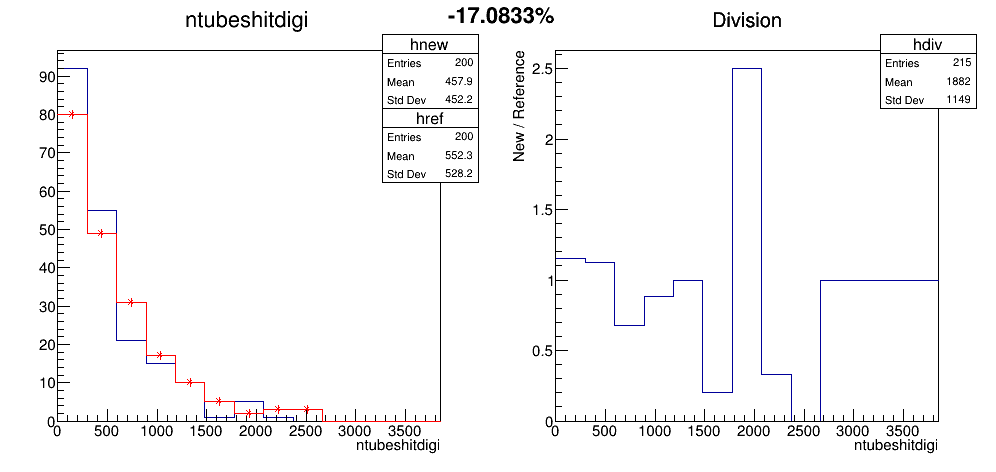 ntubeshitdigi
-17.0833%
Division
hnew
Entries 200
Mean 457.9
Std Dev 452.2
href
Entries 200
Mean 552.3
Std Dev 528.2
90
80
70
60
50
40
30
20
10
0
0 500 1000 1500 2000 2500 3000 3500
ntubeshitdigi
hdiv
Entries 215
Mean 1882
Std Dev 1149
New / Reference
2.5
2
1.5
1
0.5
0
0 500 1000 1500 2000 2500 3000 3500
ntubeshitdigi